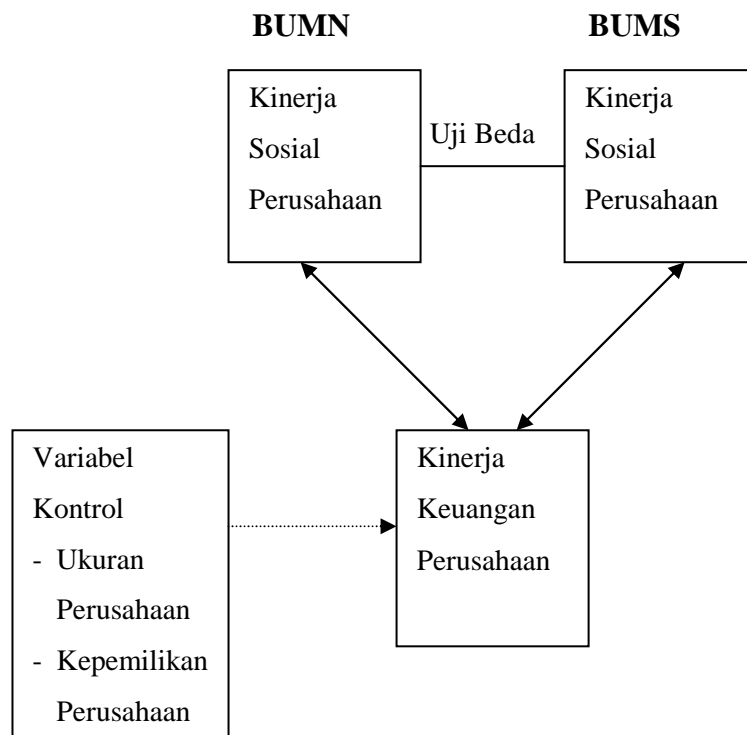 BUMN
BUMS
Kinerja
Sosial
Perusahaan
Uji Beda
Kinerja
Sosial
Perusahaan
Variabel
Kontrol
- Ukuran
Perusahaan
- Kepemilikan
Perusahaan
Kinerja
Keuangan
Perusahaan